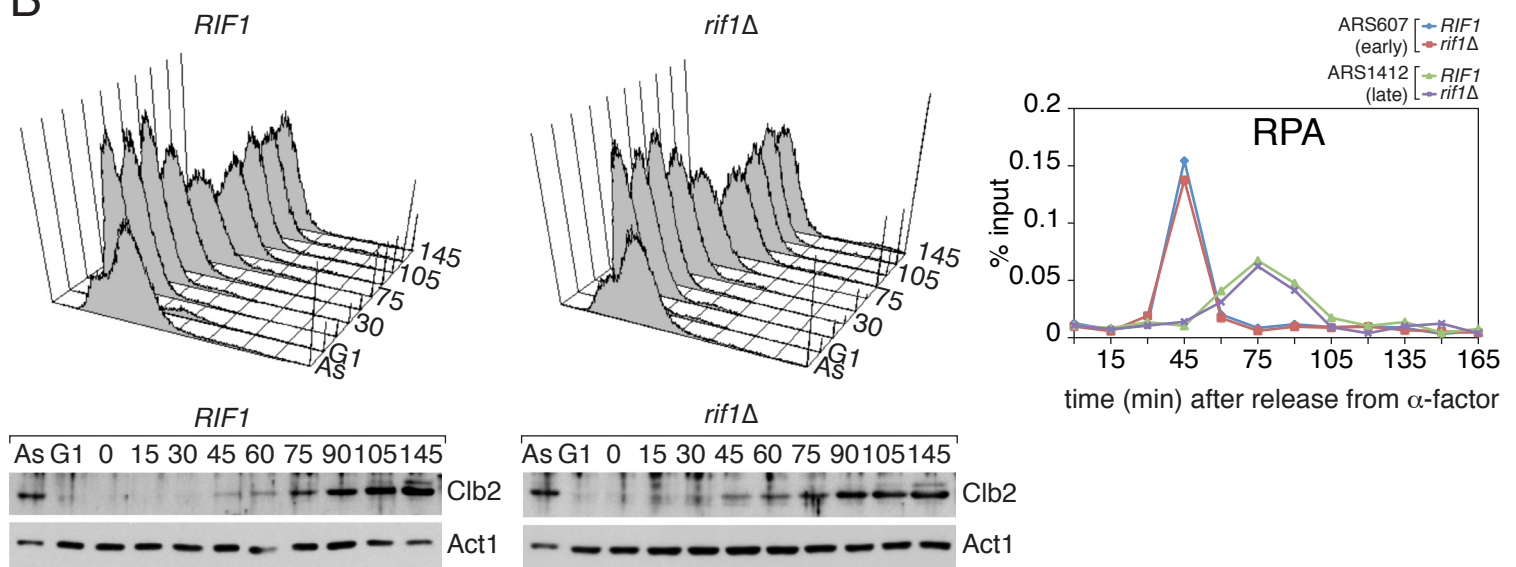 B
RIF1
rif1Δ
145
105
75
30
G1
As
145
105
75
30
G1
As
ARS607
(early)
RIF1
rif1Δ
ARS1412
(late)
RIF1
rif1Δ
RPA
% input
0.2
0.15
0.1
0.05
0
15 45 75 105 135 165
time (min) after release from α-factor
RIF1
As G1 0 15 30 45 60 75 90 105 145
Clb2
Act1
rif1Δ
As G1 0 15 30 45 60 75 90 105 145
Clb2
Act1